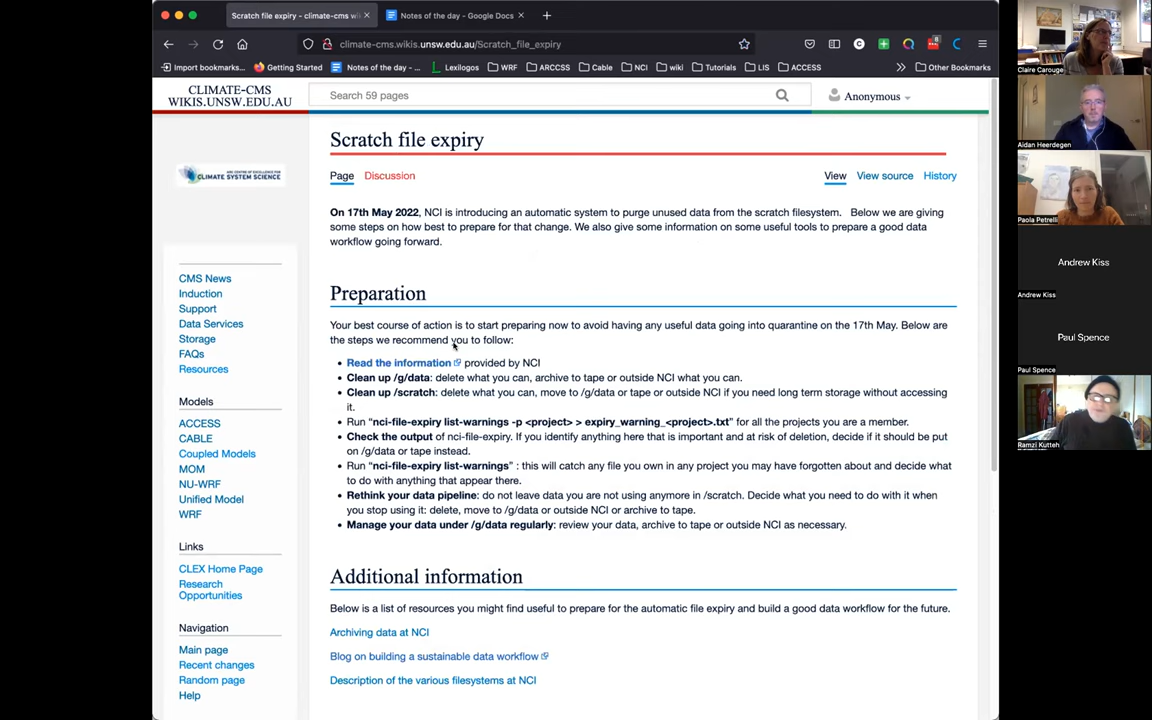 Scratch file expiry - climate-cms wi
Notes of the day - Google Docs
climate-cms.wikis.unsw.edu.au/Scratch_file_expiry
Import bookmarks...
Getting Started
Notes of the day – ...
Lexilogos
WRF
ARCCSS
Cable
NCI
wiki
Tutorials
LIS
ACCESS
Other Bookmarks
CLIMATE-CMS
WIKIS.UNSW.EDU.AU
Search 59 pages
Anonymous
Scratch file expiry
Page
Discussion
View
View source
History
ARC CENTRE OF EXCELLENCE FOR
CLIMATE SYSTEM SCIENCE
On 17th May 2022, NCI is introducing an automatic system to purge unused data from the scratch filesystem. Below we are giving
some steps on how best to prepare for that change. We also give some information on some useful tools to prepare a good data
workflow going forward.
CMS News
Induction
Support
Data Services
Storage
FAQs
Resources
Models
ACCESS
CABLE
Coupled Models
MOM
NU-WRF
Unified Model
WRF
Links
CLEX Home Page
Research
Opportunities
Navigation
Main page
Recent changes
Random page
Help
Preparation
Your best course of action is to start preparing now to avoid having any useful data going into quarantine on the 17th May. Below are
the steps we recommend you to follow:
Read the information provided by NCI
Clean up /g/data: delete what you can, archive to tape or outside NCI what you can.
Clean up /scratch: delete what you can, move to /g/data or tape or outside NCI if you need long term storage without accessing
it.
Run “nci-file-expiry list-warnings -p <project> > expiry_warning_<project>.txt” for all the projects you are a member.
Check the output of nci-file-expiry. If you identify anything here that is important and at risk of deletion, decide if it should be put
on /g/data or tape instead.
Run “nci-file-expiry list-warnings” : this will catch any file you own in any project you may have forgotten about and decide what
to do with anything that appear there.
Rethink your data pipeline: do not leave data you are not using anymore in /scratch. Decide what you need to do with it when
you stop using it: delete, move to /g/data or outside NCI or archive to tape.
Manage your data under /g/data regularly: review your data, archive to tape or outside NCI as necessary.
Additional information
Below is a list of resources you might find useful to prepare for the automatic file expiry and build a good data workflow for the future.
Archiving data at NCI
Blog on building a sustainable data workflow
Description of the various filesystems at NCI
Claire Carouge
Aidan Heerdegen
Paola Petrelli
Andrew Kiss
Andrew Kiss
Paul Spence
Paul Spence
Ramzi Kutteh